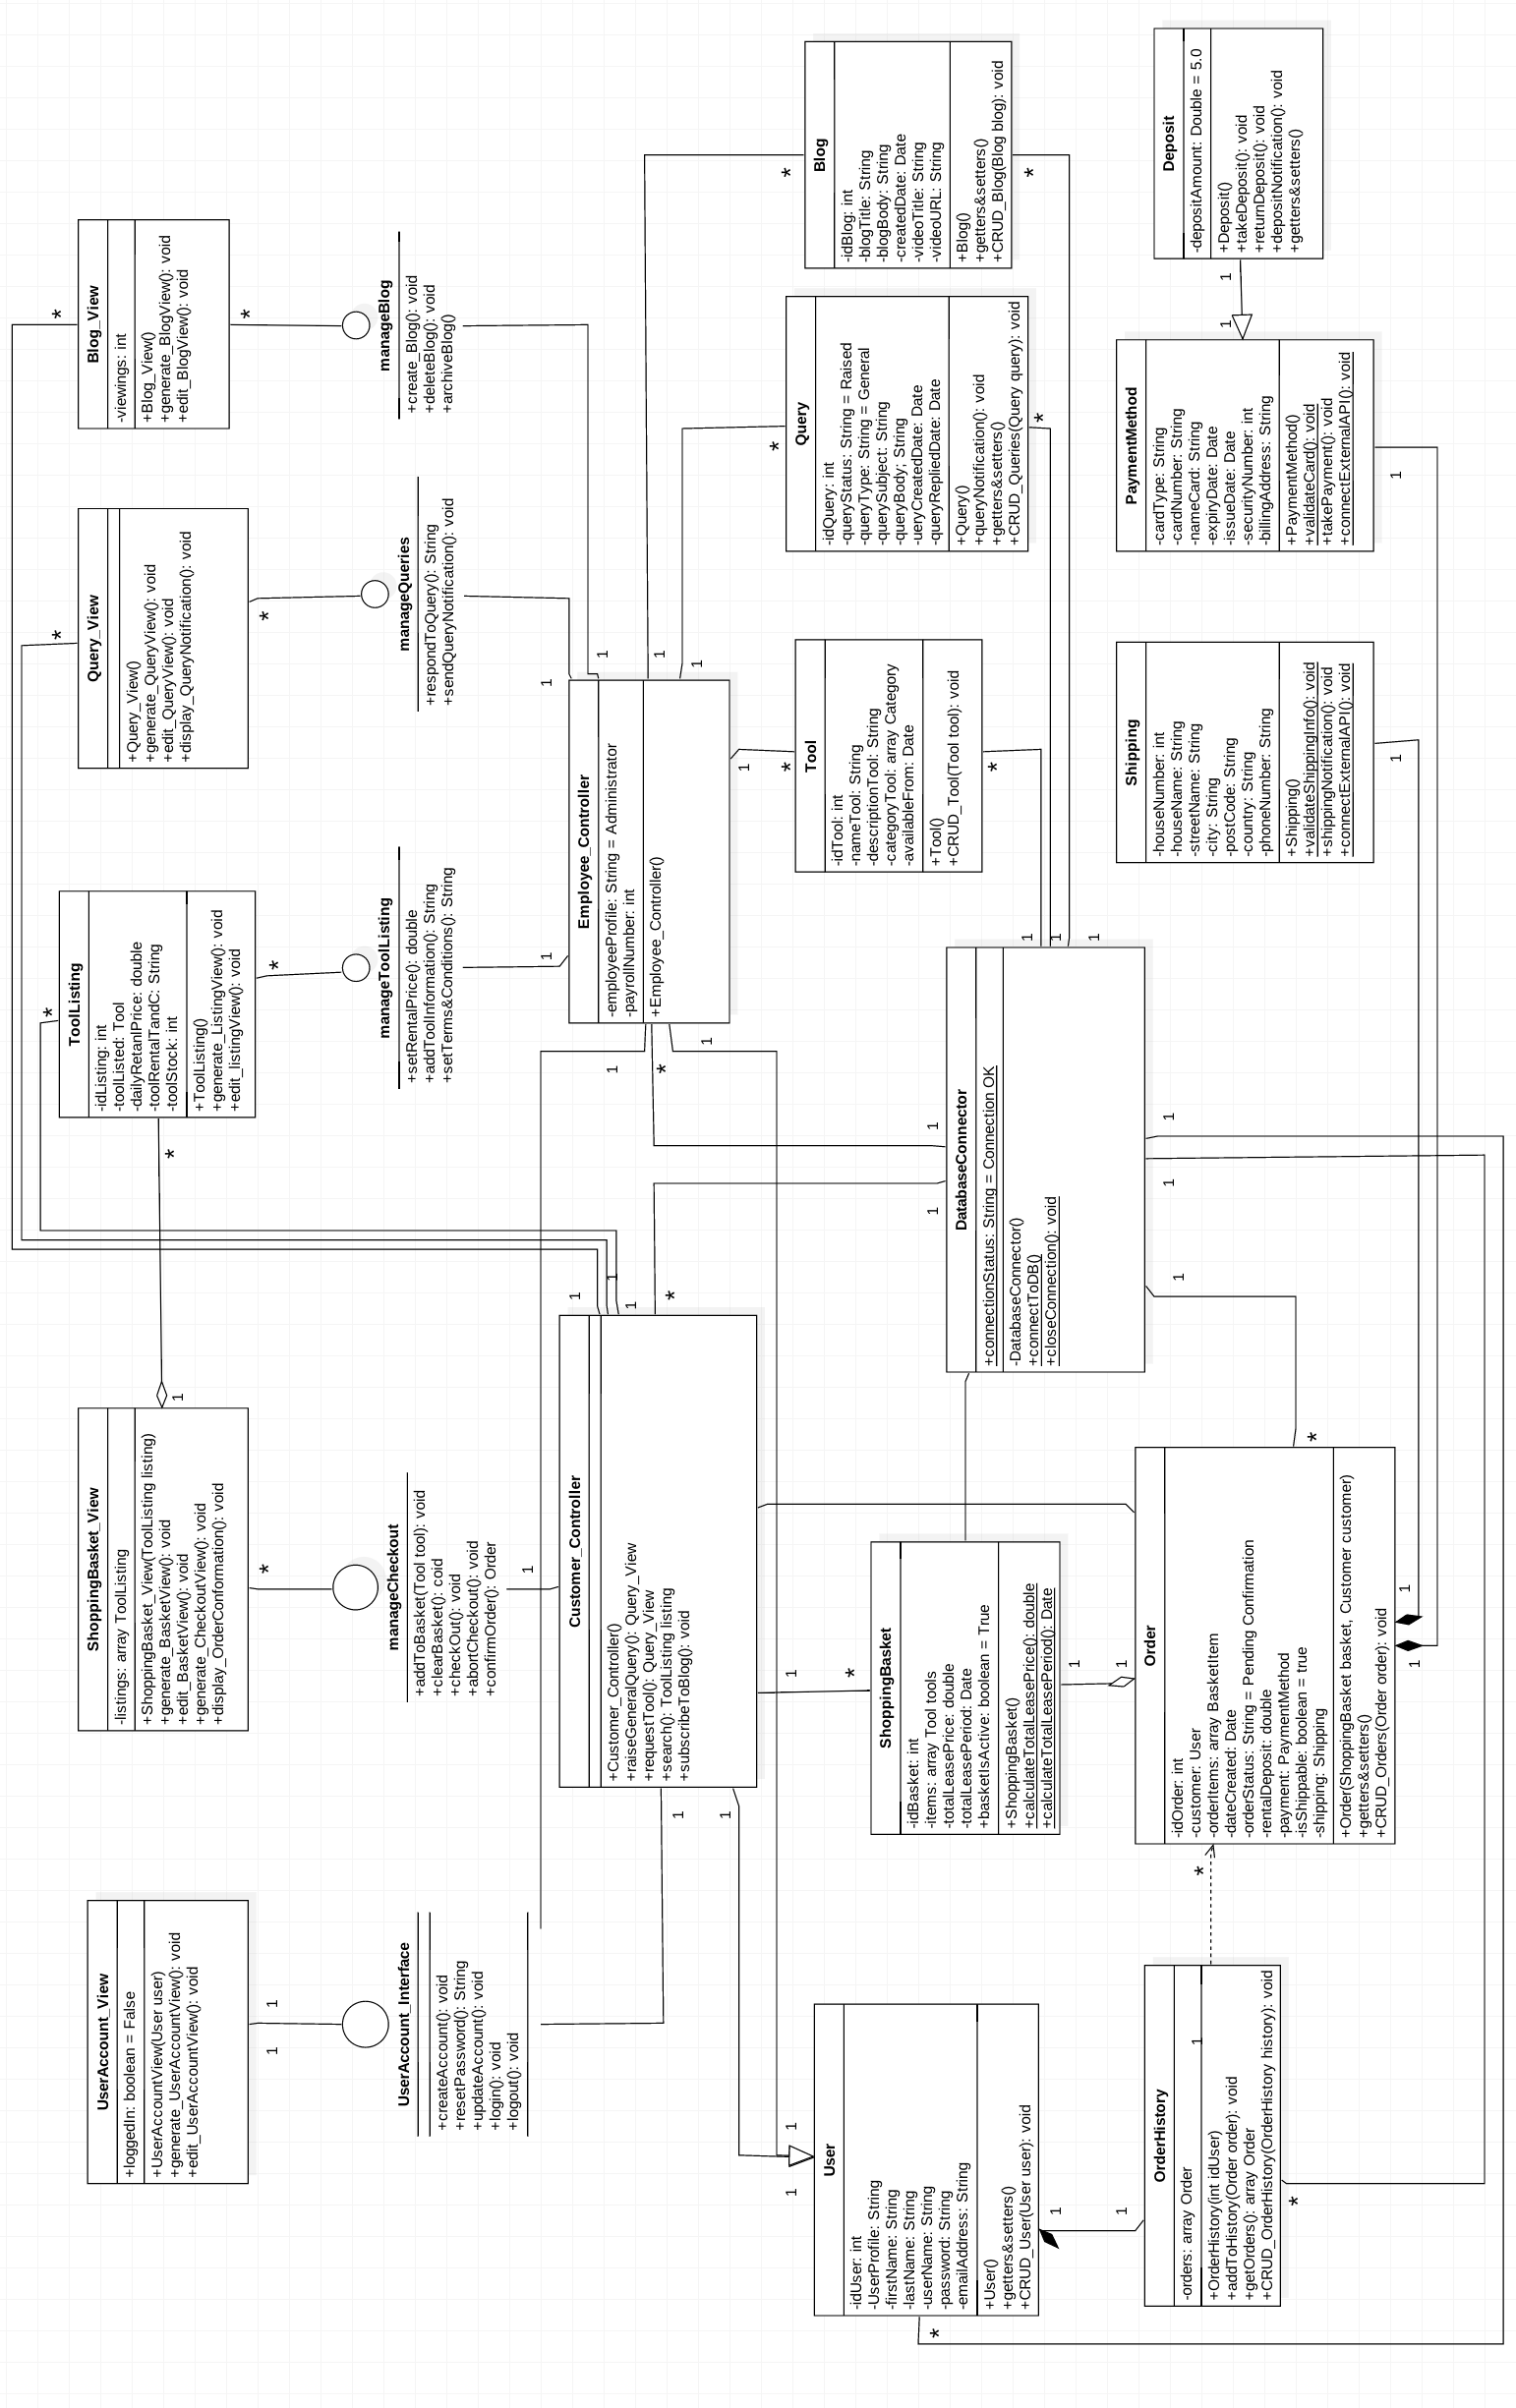 UserAccount_View
+loggedIn: boolean = False
+UserAccountView(User user)
+generate_UserAccountView(): void
+edit_UserAccountView(): void
1
1
UserAccount_Interface
+createAccount(): void
+resetPassword(): String
+updateAccount(): void
+login(): void
+logout(): void
ShoppingBasket_View
-listings: array ToolListing
+ShoppingBasket_View(ToolListing listing)
+generate_BasketView(): void
+edit_BasketView(): void
+generate_CheckoutView(): void
+display_OrderConformation(): void
1
*
*
manageCheckout
+addToBasket(Tool tool): void
+clearBasket(): coid
+checkOut(): void
+abortCheckout(): void
+confirmOrder(): Order
1
ToolListing
-idListing: int
-toolListed: Tool
-dailyRetanlPrice: double
-toolRentalTandC: String
-toolStock: int
+ToolListing()
+generate_ListingView(): void
+edit_listingView(): void
*
*
manageToolListing
+setRentalPrice(): double
+addToolInformation(): String
+setTerms&Conditions(): String
1
Query_View
+Query_View()
+generate_QueryView(): void
+edit_QueryView(): void
+display_QueryNotification(): void
*
*
manageQueries
+respondToQuery(): String
+sendQueryNotification(): void
1
Blog_View
-viewings: int
+Blog_View()
+generate_BlogView(): void
+edit_BlogView(): void
*
*
manageBlog
+create_Blog(): void
+deleteBlog(): void
+archiveBlog()
1
Customer_Controller
+Customer_Controller()
+raiseGeneralQuery(): Query_View
+requestTool(): Query_View
+search(): ToolListing listing
+subscribeToBlog(): void
1
1
1
*
1
1
1
*
Employee_Controller
-employeeProfile: String = Administrator
-payrollNumber: int
+Employee_Controller()
1
*
1
1
1
1
User
-idUser: int
-UserProfile: String
-firstName: String
-lastName: String
-userName: String
-password: String
-emailAddress: String
+User()
+getters&setters()
+CRUD_User(User user): void
1
1
*
1
1
ShoppingBasket
-idBasket: int
-items: array Tool tools
-totalLeasePrice: double
-totalLeasePeriod: Date
+basketIsActive: boolean = True
+ShoppingBasket()
+calculateTotalLeasePrice(): double
+calculateTotalLeasePeriod(): Date
1
1
DatabaseConnector
+connectionStatus: String = Connection OK
-DatabaseConnector()
+connectToDB()
+closeConnection(): void
1
1
1
1
1
1
1
1
Tool
-idTool: int
-nameTool: String
-descriptionTool: String
-categoryTool: array Category
-availableFrom: Date
+Tool()
+CRUD_Tool(Tool tool): void
*
*
Query
-idQuery: int
-queryStatus: String = Raised
-queryType: String = General
-querySubject: String
-queryBody; String
-ueryCreatedDate: Date
-queryRepliedDate: Date
+Query()
+queryNotification(): void
+getters&setters()
+CRUD_Queries(Query query): void
*
*
Blog
-idBlog: int
-blogTitle: String
-blogBody: String
-createdDate: Date
-videoTitle: String
-videoURL: String
+Blog()
+getters&setters()
+CRUD_Blog(Blog blog): void
*
*
OrderHistory
-orders: array Order
+OrderHistory(int idUser)
+addToHistory(Order order): void
+getOrders(): array Order
+CRUD_OrderHistory(OrderHistory history): void
1
*
*
Order
-idOrder: int
-customer: User
-orderItems: array BasketItem
-dateCreated: Date
-orderStatus: String = Pending Confirmation
-rentalDeposit: double
-payment: PaymentMethod
-isShippable: boolean = true
-shipping: Shipping
+Order(ShoppingBasket basket, Customer customer)
+getters&setters()
+CRUD_Orders(Order order): void
*
1
1
Shipping
-houseNumber: int
-houseName: String
-streetName: String
-city: String
-postCode: String
-country: String
-phoneNumber: String
+Shipping()
+validateShippingInfo(): void
+shippingNotification(): void
+connectExternalAPI(): void
1
PaymentMethod
-cardType: String
-cardNumber: String
-nameCard: String
-expiryDate: Date
-issueDate: Date
-securityNumber: int
-billingAddress: String
+PaymentMethod()
+validateCard(): void
+takePayment(): void
+connectExternalAPI(): void
1
1
1
Deposit
-depositAmount: Double = 5.0
+Deposit()
+takeDeposit(): void
+returnDeposit(): void
+depositNotification(): void
+getters&setters()